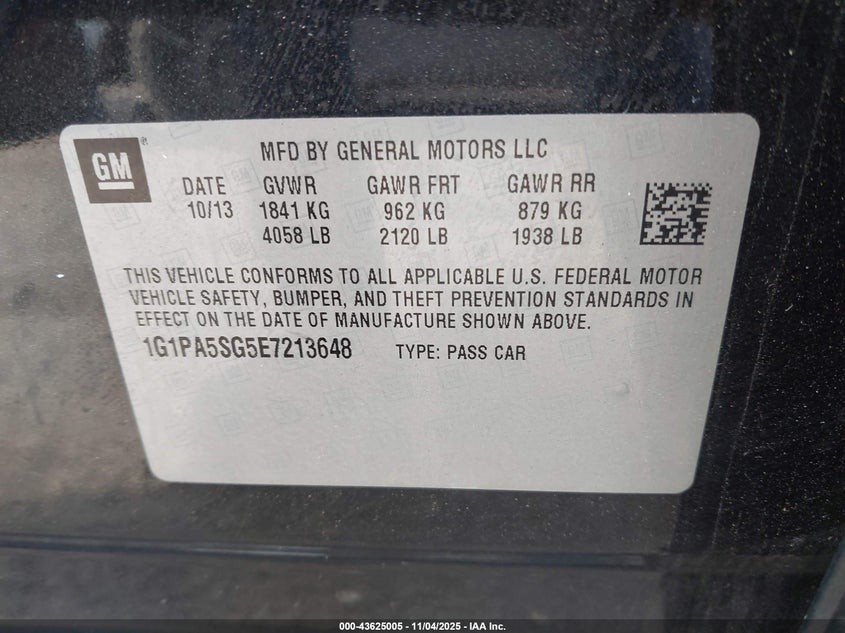 GM
MFD BY GENERAL MOTORS LLC
DATE GVWR GAWR FRT GAWR RR
10/13 1841 KG 962 KG 879 KG
4058 LB 2120 LB 1938 LB
THIS VEHICLE CONFORMS TO ALL APPLICABLE U.S. FEDERAL MOTOR
VEHICLE SAFETY, BUMPER, AND THEFT PREVENTION STANDARDS IN
EFFECT ON THE DATE OF MANUFACTURE SHOWN ABOVE.
1G1PA5SG5E7213648 TYPE: PASS CAR
000-43625005 - 11/04/2025 - IAA Inc.